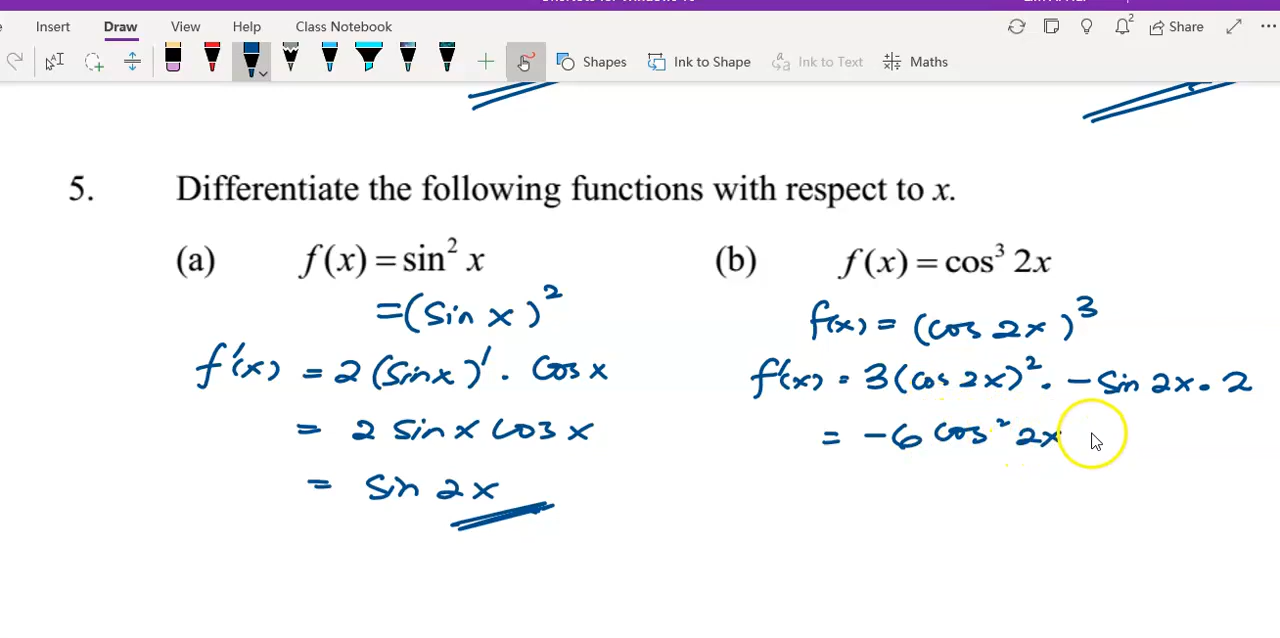 Insert Draw View Help Class Notebook
2 Share
Shapes Ink to Shape Ink to Text Maths
5. Differentiate the following functions with respect to x.
(a) f(x) = sin² x
= (sin x)²
f'(x) = 2 (sin x)¹ · cos x
= 2 sin x cos x
= sin 2x
(b) f(x) = cos³ 2x
f(x) = (cos 2x)³
f'(x) = 3(cos 2x)² · - sin 2x · 2
= -6 cos² 2x